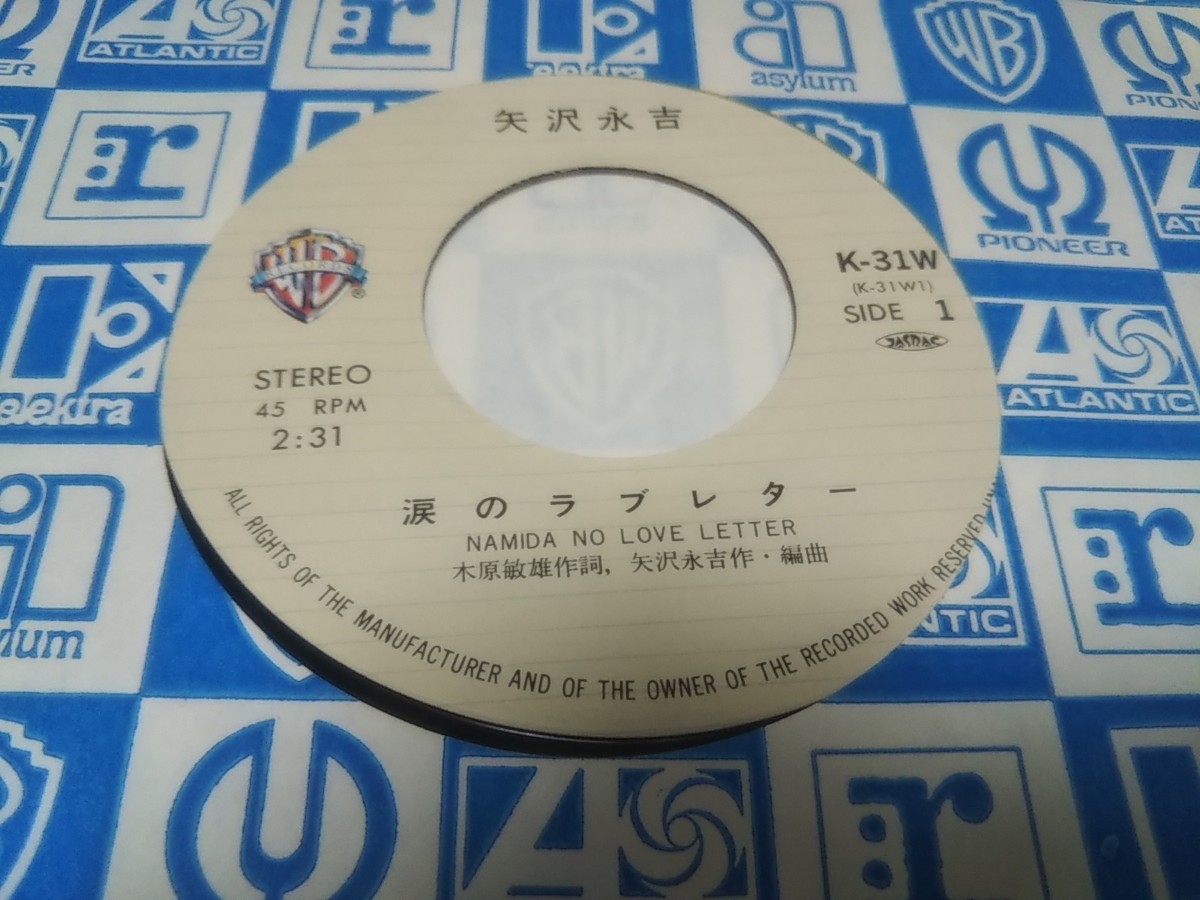 矢沢永吉
K-31W
(K-31W1)
SIDE 1
JASRAC
STEREO
45 RPM
2:31
涙のラブレター
NAMIDA NO LOVE LETTER
木原敏雄作詞, 矢沢永吉作・編曲
ALL RIGHTS OF THE MANUFACTURER AND OF THE OWNER OF THE RECORDED WORK RESERVED
ATLANTIC
elektra
asylum
WB
PIONEER
r
PIONEER
elektra
ATLANTIC